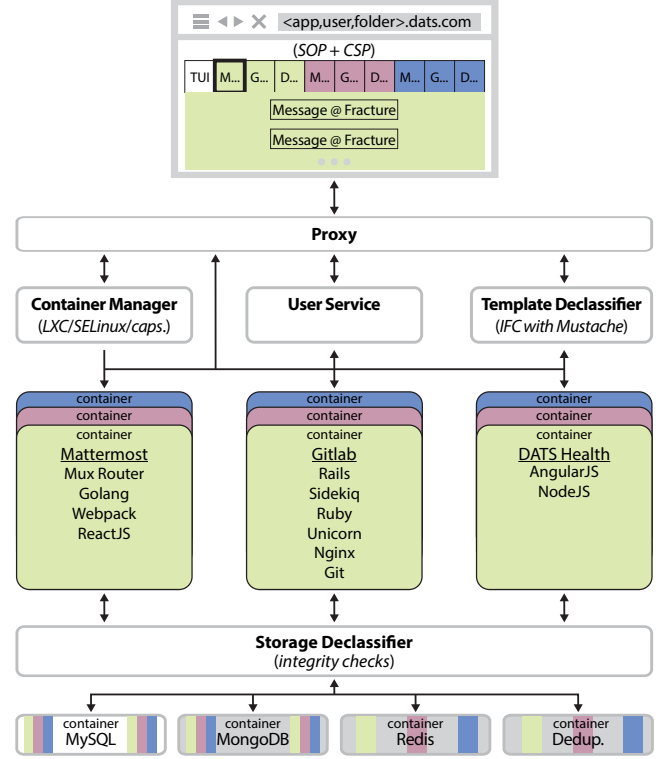 <app,user,folder>.dats.com
(SOP + CSP)
TUI M... G... D... M... G... D... M... G... D...
Message @ Fracture
Message @ Fracture
Proxy
Container Manager
(LXC/SELinux/caps.)
User Service
Template Declassifier
(IFC with Mustache)
container
container
container
Mattermost
Mux Router
Golang
Webpack
ReactJS
container
container
container
Gitlab
Rails
Sidekiq
Ruby
Unicorn
Nginx
Git
container
container
container
DATS Health
AngularJS
NodeJS
Storage Declassifier
(integrity checks)
container
MySQL
container
MongoDB
container
Redis
container
Dedup.